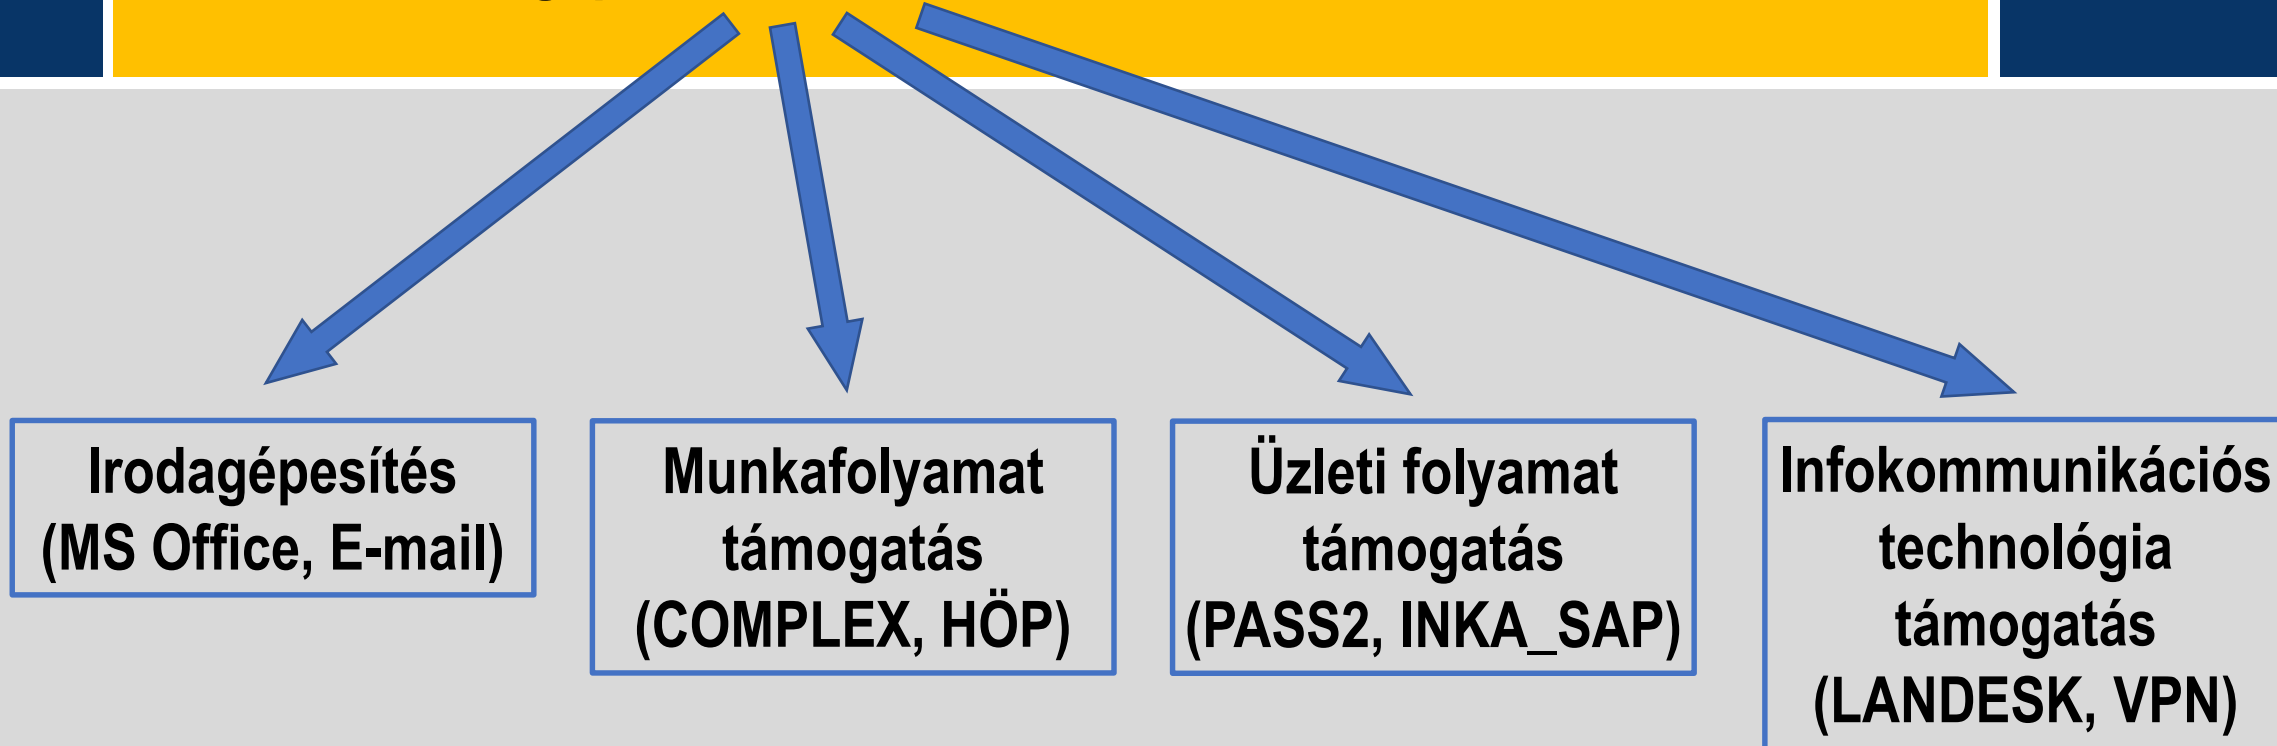 Irodagépesítés
(MS Office, E-mail)
Munkafolyamat
támogatás
(COMPLEX, HÖP)
Üzleti folyamat
támogatás
(PASS2, INKA_SAP)
Infokommunikációs
technológia
támogatás
(LANDESK, VPN)